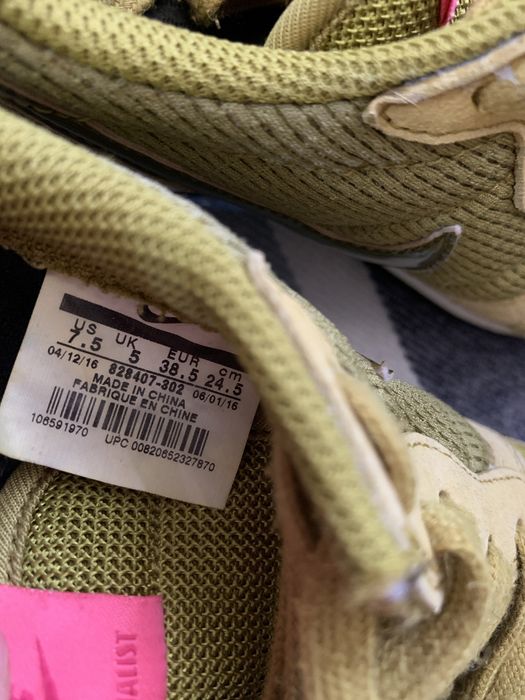 US UK EUR cm
7.5 5 38.5 24.5
04/12/16 828407-302 06/01/16
MADE IN CHINA
FABRIQUE EN CHINE
106591970 UPC 00820652327870
ALIST